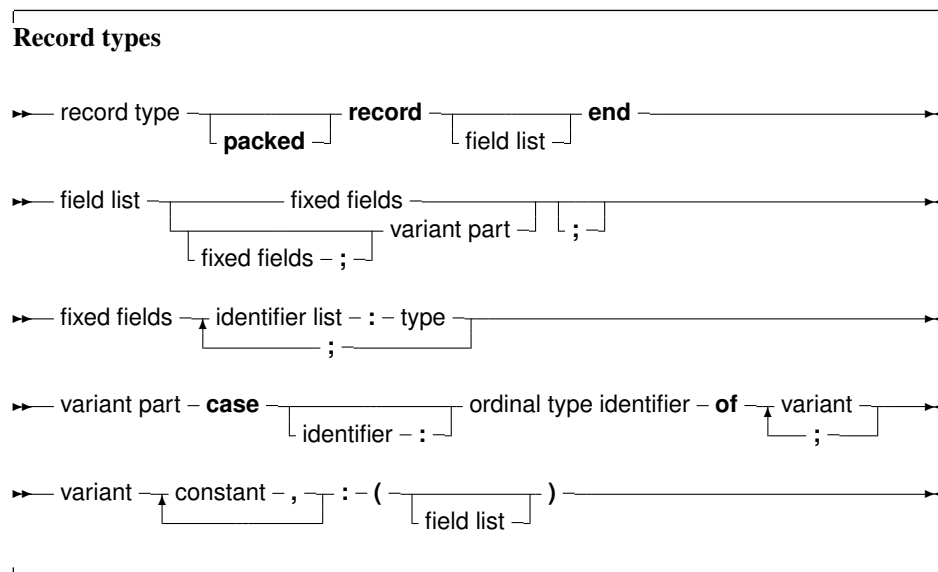 Record types
record type packed record field list end
field list fixed fields
fixed fields ; variant part ;
fixed fields identifier list : type
;
variant part case identifier : ordinal type identifier of variant
;
variant constant , : ( field list )